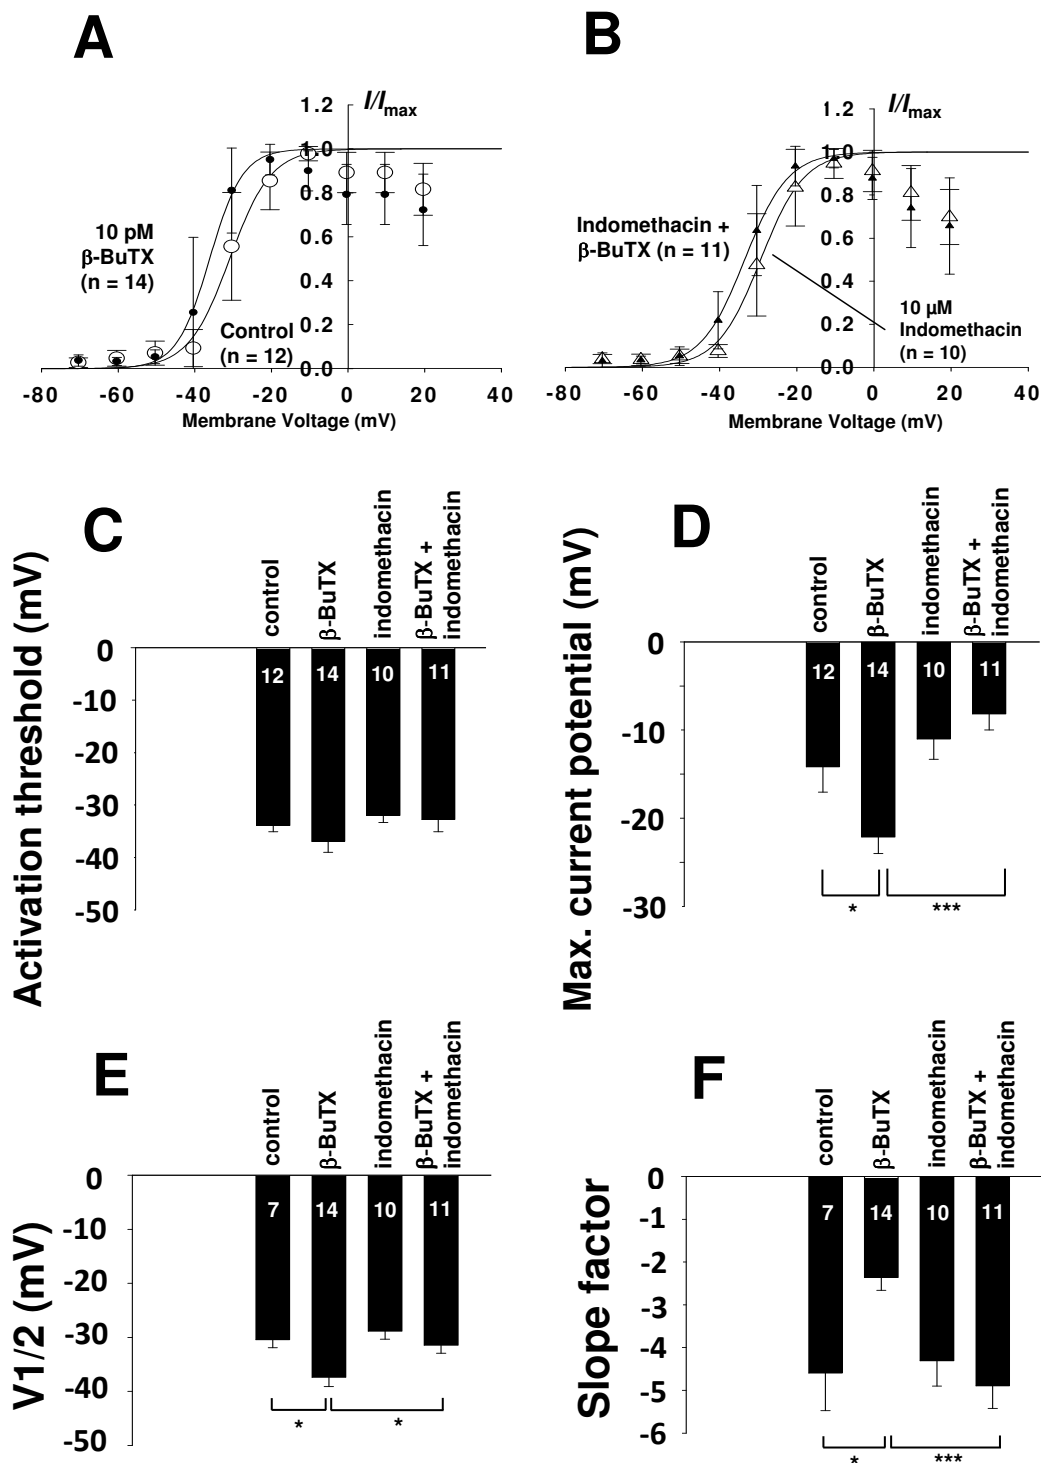 A
I/Imax
1.2
1.0
0.8
0.6
0.4
0.2
0.0
10 pM
β-BuTX
(n = 14)
Control
(n = 12)
-80 -60 -40 -20 0 20 40
Membrane Voltage (mV)
B
I/Imax
1.2
1.0
0.8
0.6
0.4
0.2
0.0
Indomethacin +
β-BuTX (n = 11)
10 µM
Indomethacin
(n = 10)
-80 -60 -40 -20 0 20 40
Membrane Voltage (mV)
C
Activation threshold (mV)
control
β-BuTX
indomethacin
β-BuTX +
indomethacin
0
-10
-20
-30
-40
-50
12 14 10 11
D
Max. current potential (mV)
control
β-BuTX
indomethacin
β-BuTX +
indomethacin
0
-10
-20
-30
12 14 10 11
* ***
E
V1/2 (mV)
control
β-BuTX
indomethacin
β-BuTX +
indomethacin
0
-10
-20
-30
-40
-50
7 14 10 11
* *
F
Slope factor
control
β-BuTX
indomethacin
β-BuTX +
indomethacin
0
-1
-2
-3
-4
-5
-6
7 14 10 11
* ***